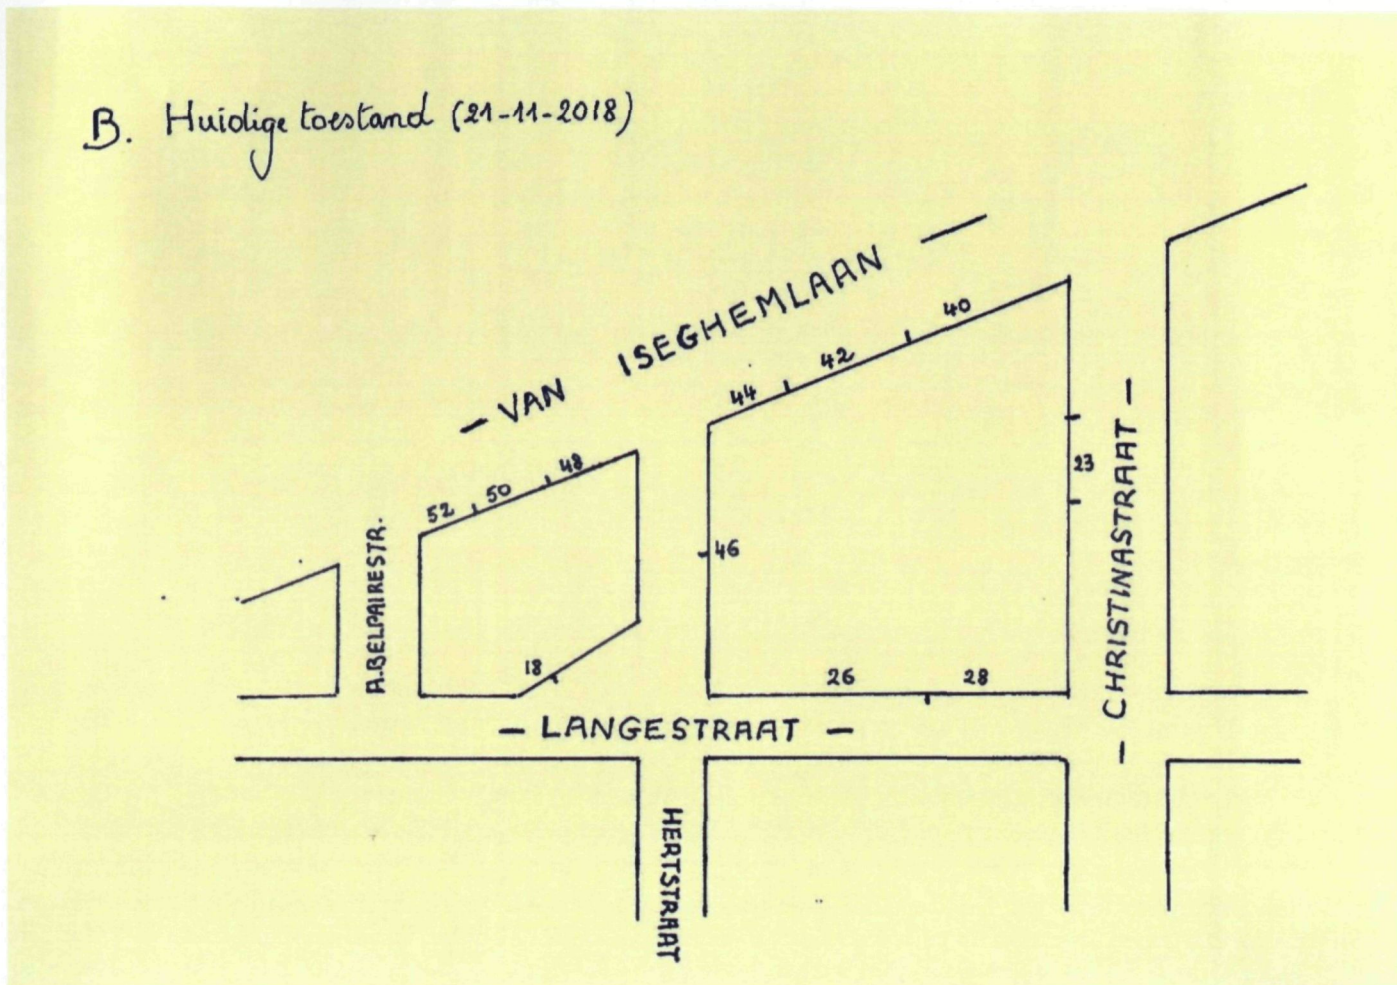 B. Huidige toestand (21-11-2018)
- VAN ISEGHEMLAAN -
40
42
44
48
50
52
23
46
18
26
28
A.BELPAIRESTR.
- CHRISTINASTRAAT -
- LANGESTRAAT -
HERTSTRAAT